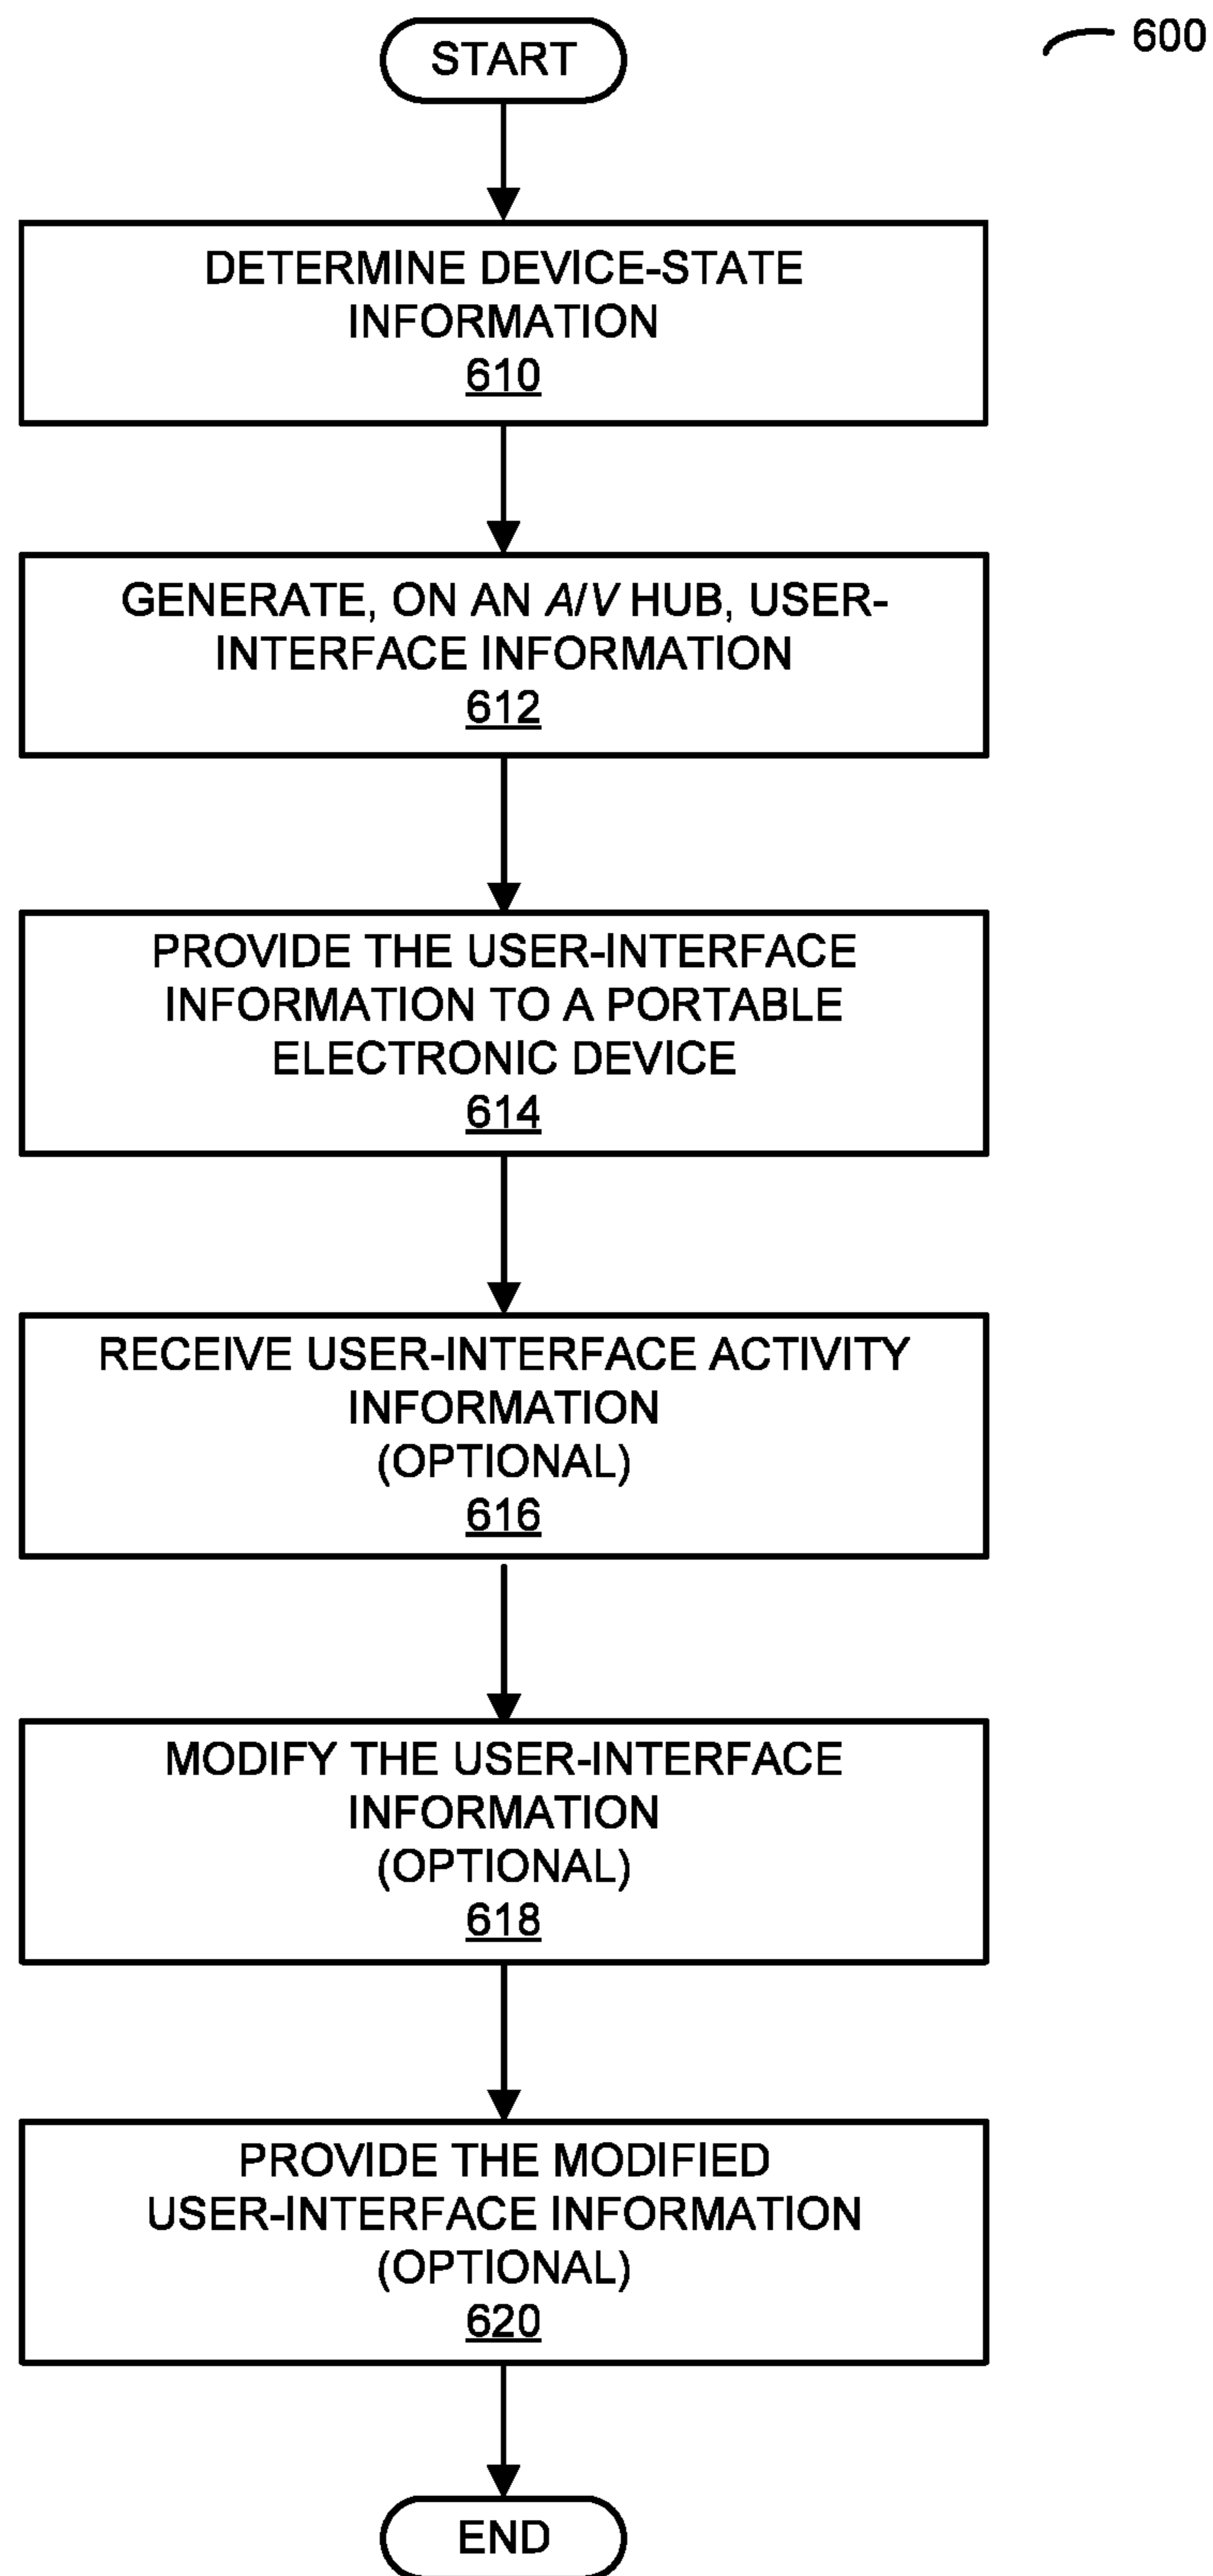 START
600
DETERMINE DEVICE-STATE
INFORMATION
610
GENERATE, ON AN A/V HUB, USER-
INTERFACE INFORMATION
612
PROVIDE THE USER-INTERFACE
INFORMATION TO A PORTABLE
ELECTRONIC DEVICE
614
RECEIVE USER-INTERFACE ACTIVITY
INFORMATION
(OPTIONAL)
616
MODIFY THE USER-INTERFACE
INFORMATION
(OPTIONAL)
618
PROVIDE THE MODIFIED
USER-INTERFACE INFORMATION
(OPTIONAL)
620
END